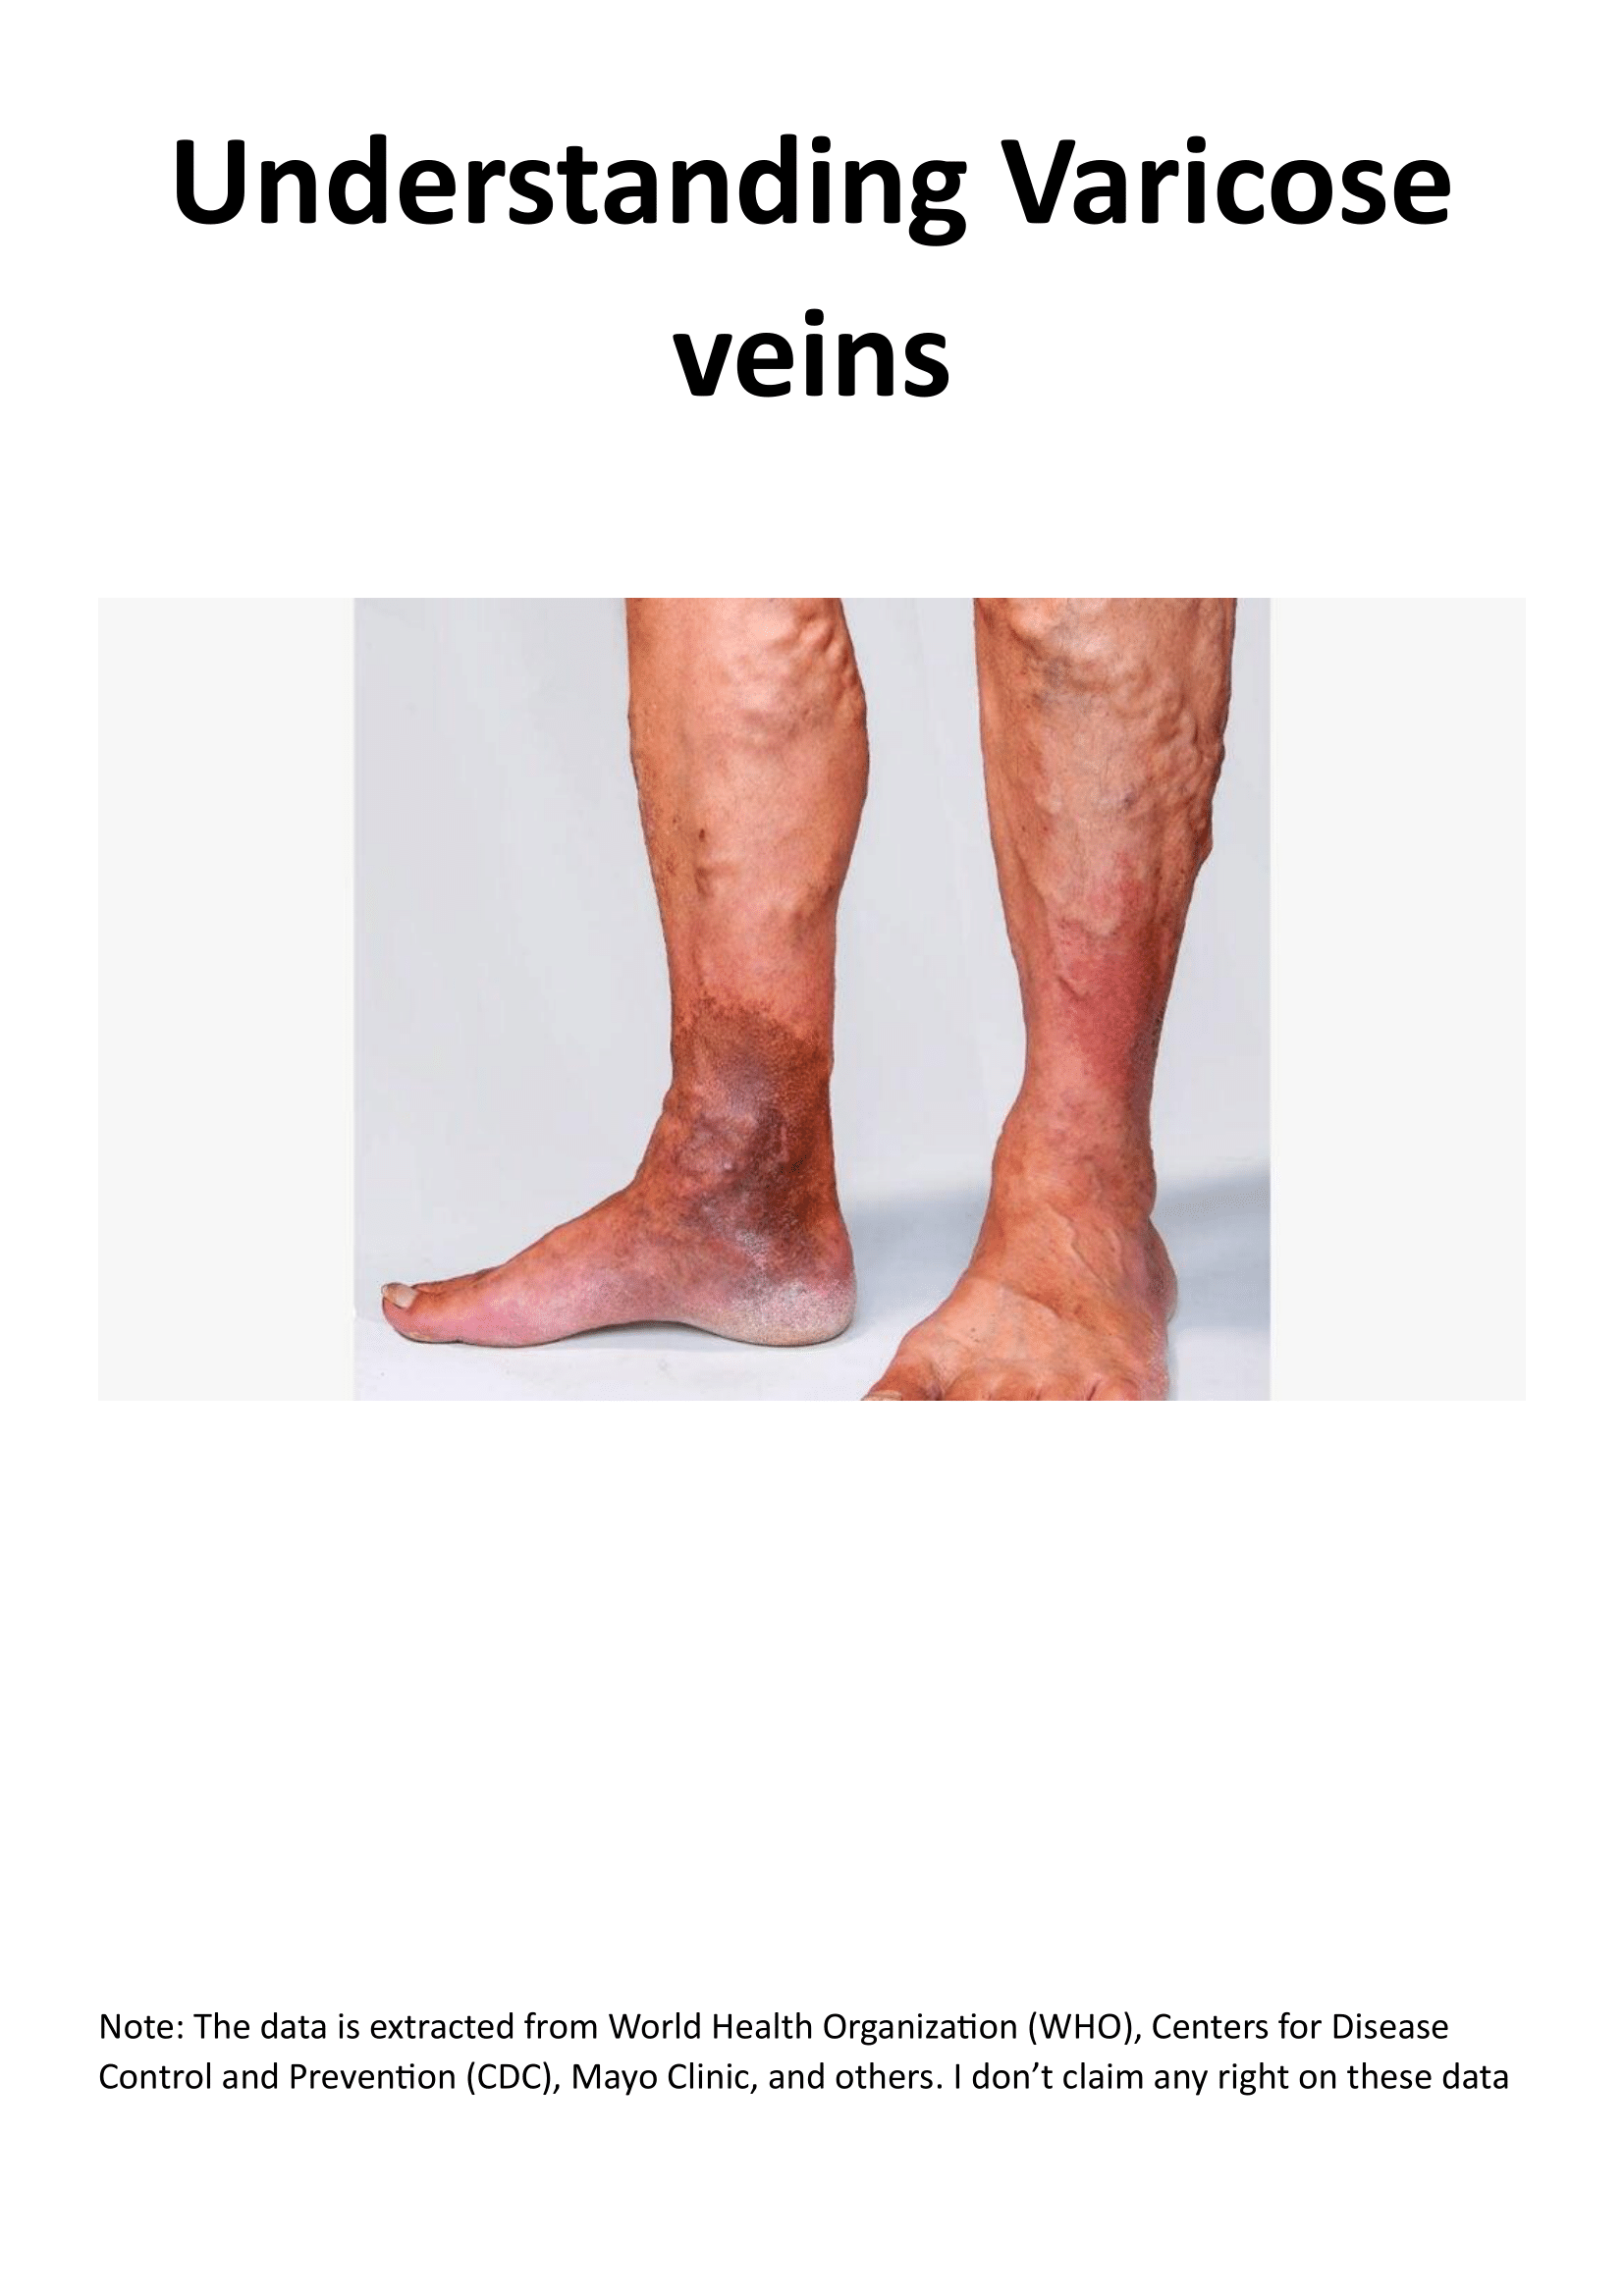 Understanding Varicose
veins
Note: The data is extracted from World Health Organization (WHO), Centers for Disease
Control and Prevention (CDC), Mayo Clinic, and others. I don’t claim any right on these data